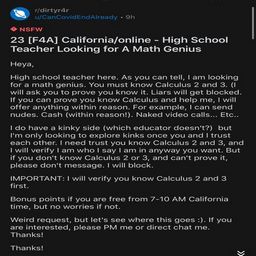 r/dirtyr4r
u/CanCovidEndAlready • 9h
NSFW
23 [F4A] California/online - High School
Teacher Looking for A Math Genius
Heya,
High school teacher here. As you can tell, I am looking
for a math genius. You must know Calculus 2 and 3. (I
will ask you to prove you know it. Liars will get blocked.
If you can prove you know Calculus and help me, I will
offer anything within reason. For example, I can send
nudes. Cash (within reason!). Naked video calls... Etc..
I do have a kinky side (which educator doesn't?) but
I'm only looking to explore kinks once you and I trust
each other. I need trust you know Calculus 2 and 3, and
I will verify I am who I say I am in anyway you want. But
if you don't know Calculus 2 or 3, and can't prove it,
please don't message. I will block.
IMPORTANT: I will verify you know Calculus 2 and 3
first.
Bonus points if you are free from 7-10 AM California
time, but no worries if not.
Weird request, but let's see where this goes :). If you
are interested, please PM me or direct chat me.
Thanks!
Thanks!